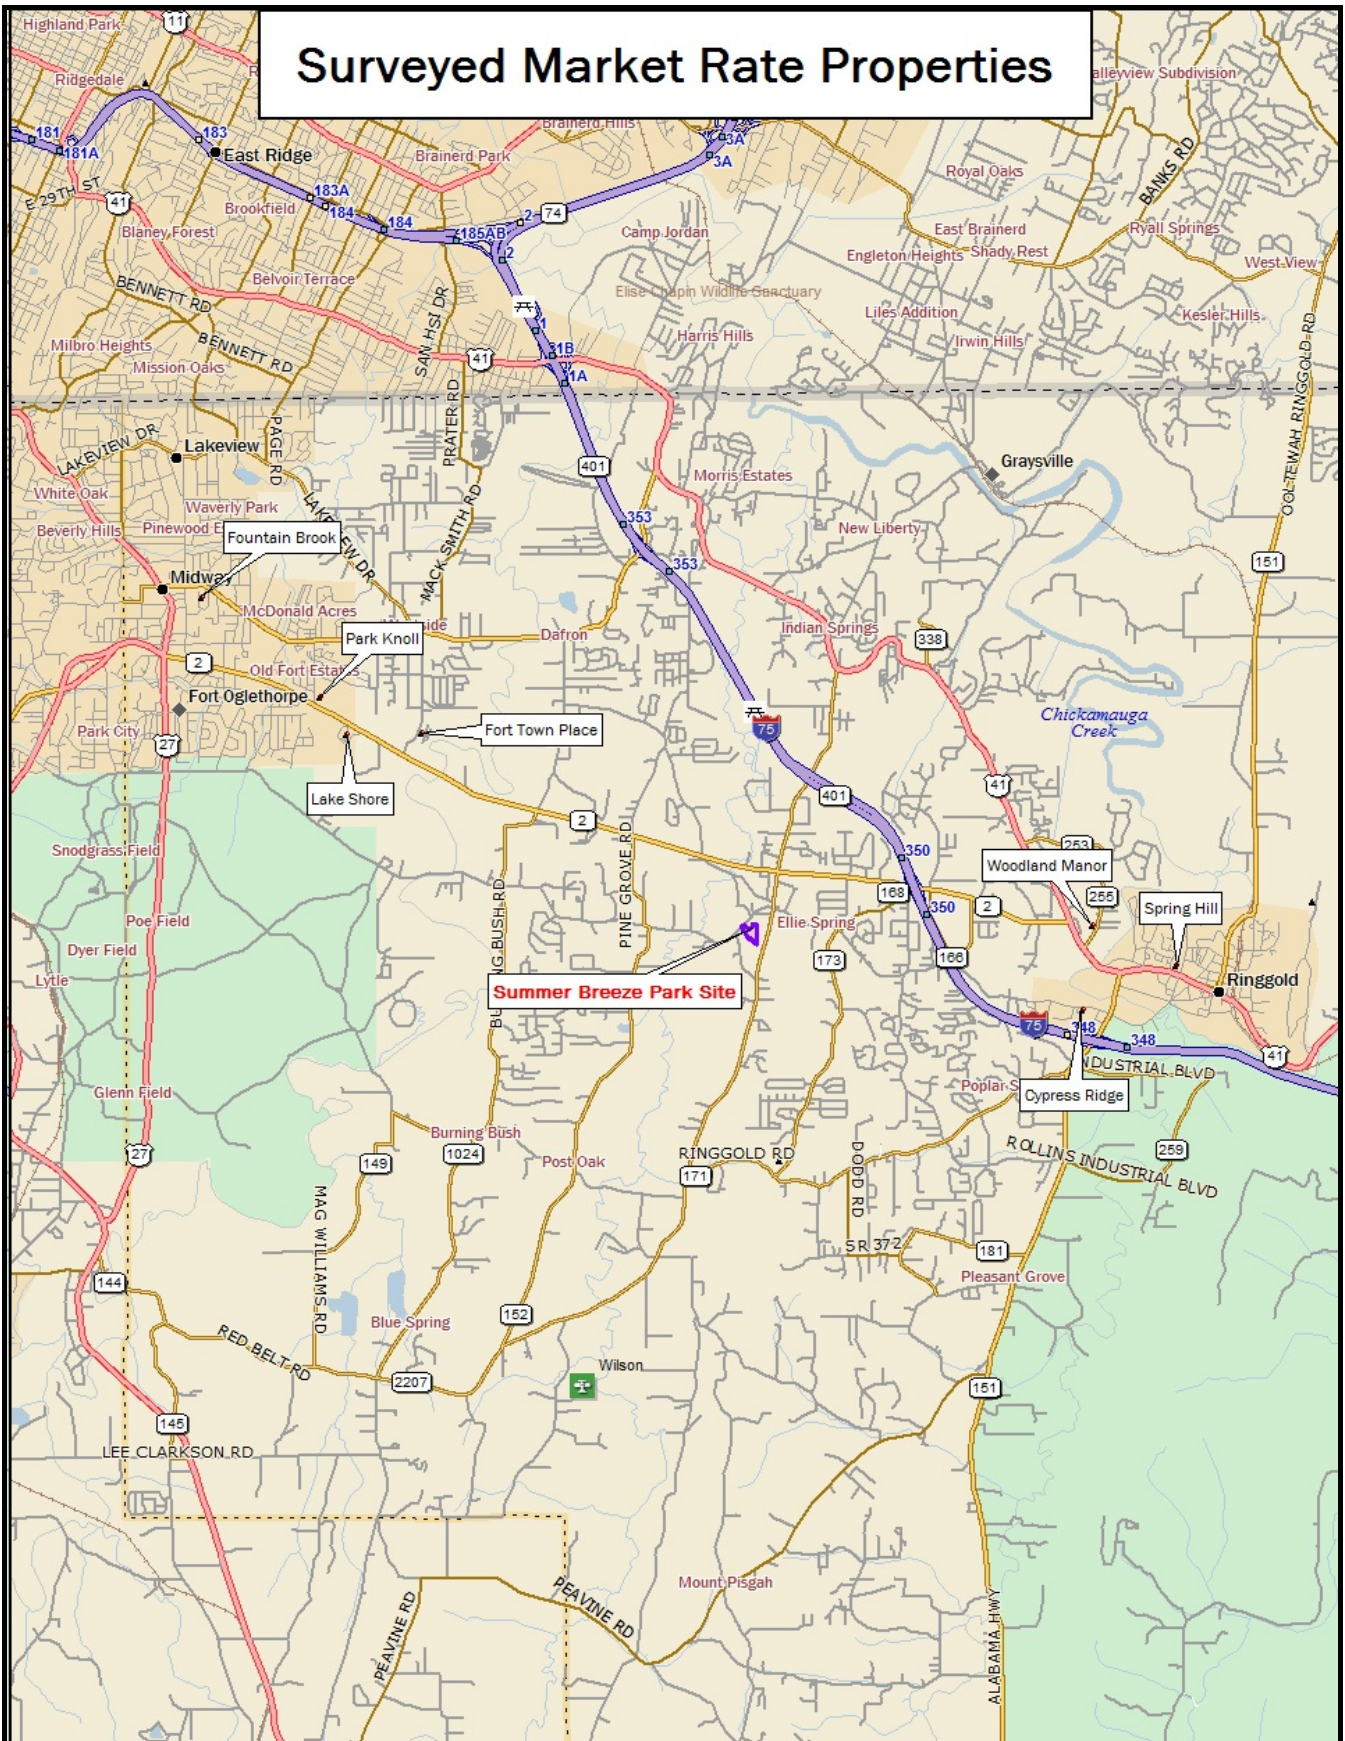 Surveyed Market Rate Properties
Highland Park
11
Ridgedale
alleyview Subdivision
Brainerd Hills
181
181A
183
East Ridge
3A
3A
Brainerd Park
Royal Oaks
BANKS RD
E 29TH ST
183A
184
41
Brookfield
184
2
74
Blaney Forest
185AB
Camp Jordan
East Brainerd
Ryall Springs
2
Engleton Heights
Shady Rest
West View
Belvoir Terrace
BENNETT RD
SAN HSI DR
Elise Chapin Wildlife Sanctuary
Liles Addition
Kesler Hills
1
Milbro Heights
BENNETT RD
Harris Hills
Irwin Hills
OOLTEWAH RINGGOLD RD
Mission Oaks
41
1A
PRATER RD
PAGE RD
LAKEVIEW DR
Lakeview
401
Graysville
White Oak
Morris Estates
Waverly Park
LAKEVIEW DR
MACK SMITH RD
353
Beverly Hills
Pinewood E
Fountain Brook
New Liberty
353
151
Midway
McDonald Acres
Park Knoll
Dafron
Indian Springs
338
2
Old Fort Estates
Fort Oglethorpe
Chickamauga
Creek
Park City
27
Fort Town Place
75
Lake Shore
401
41
2
PINE GROVE RD
Snodgrass Field
350
253
Woodland Manor
168
255
2
350
Spring Hill
Poe Field
Ellie Spring
Dyer Field
173
166
Lytle
Summer Breeze Park Site
Ringgold
75
348
348
41
INDUSTRIAL BLVD
Glenn Field
Poplar S
Cypress Ridge
Burning Bush
27
149
1024
Post Oak
RINGGOLD RD
171
DODD RD
ROLLINS INDUSTRIAL BLVD
259
MAG WILLIAMS RD
SR 372
181
144
Pleasant Grove
Blue Spring
152
RED BELT RD
Wilson
2207
151
145
LEE CLARKSON RD
Mount Pisgah
PEAVINE RD
PEAVINE RD
ALABAMA HWY